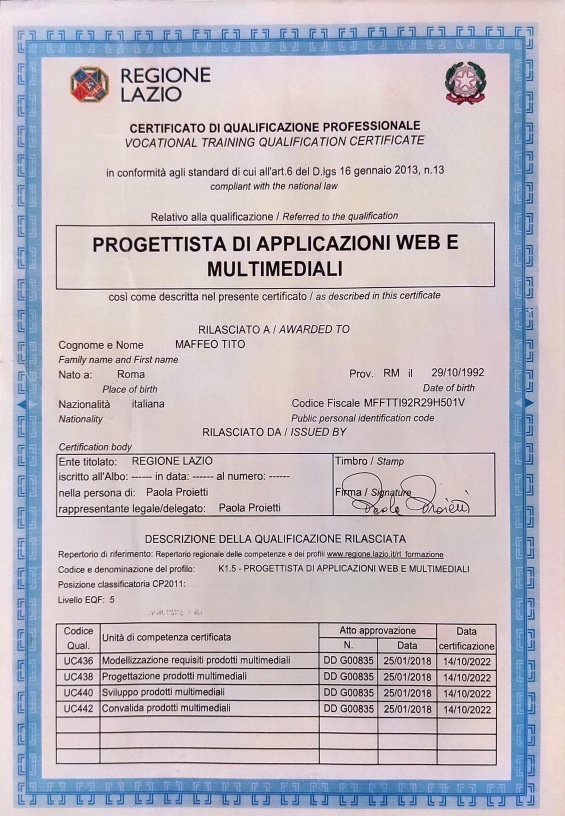 REGIONE
LAZIO
CERTIFICATO DI QUALIFICAZIONE PROFESSIONALE
VOCATIONAL TRAINING QUALIFICATION CERTIFICATE
in conformità agli standard di cui all'art.6 del D.lgs 16 gennaio 2013, n.13
compliant with the national law
Relativo alla qualificazione / Referred to the qualification
PROGETTISTA DI APPLICAZIONI WEB E
MULTIMEDIALI
così come descritta nel presente certificato / as described in this certificate
RILASCIATO A / AWARDED TO
Cognome e Nome MAFFEO TITO
Family name and First name
Nato a: Roma Prov. RM il 29/10/1992
Place of birth Date of birth
Nazionalità italiana Codice Fiscale MFFTTI92R29H501V
Nationality Public personal identification code
RILASCIATO DA / ISSUED BY
Certification body
Ente titolato: REGIONE LAZIO Timbro / Stamp
iscritto all'Albo: ------ in data: ------ al numero: ------
nella persona di: Paola Proietti Firma / Signature
rappresentante legale/delegato: Paola Proietti Paola Proietti
DESCRIZIONE DELLA QUALIFICAZIONE RILASCIATA
Repertorio di riferimento: Repertorio regionale delle competenze e dei profili www.regione.lazio.it/rl_formazione
Codice e denominazione del profilo: K1.5 - PROGETTISTA DI APPLICAZIONI WEB E MULTIMEDIALI
Posizione classificatoria CP2011:
Livello EQF: 5
Codice Qual. Unità di competenza certificata Atto approvazione N. Data Data certificazione
UC436 Modellizzazione requisiti prodotti multimediali DD G00835 25/01/2018 14/10/2022
UC438 Progettazione prodotti multimediali DD G00835 25/01/2018 14/10/2022
UC440 Sviluppo prodotti multimediali DD G00835 25/01/2018 14/10/2022
UC442 Convalida prodotti multimediali DD G00835 25/01/2018 14/10/2022